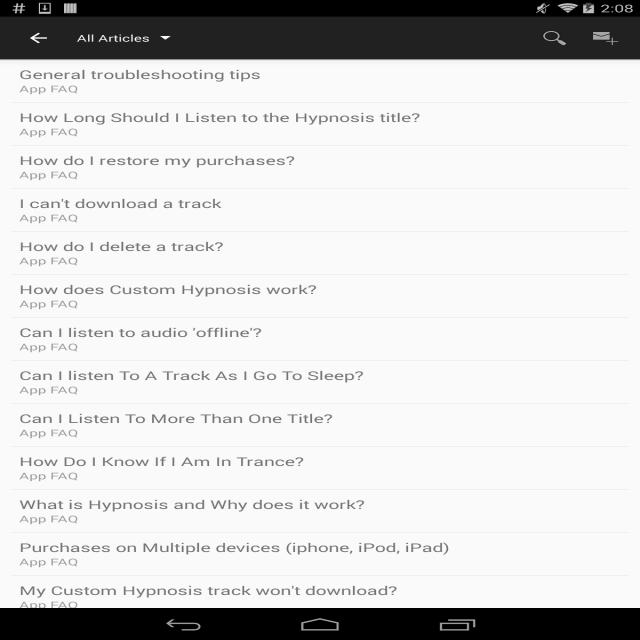 2:08
All Articles
General troubleshooting tips
App FAQ
How Long Should I Listen to the Hypnosis title?
App FAQ
How do I restore my purchases?
App FAQ
I can't download a track
App FAQ
How do I delete a track?
App FAQ
How does Custom Hypnosis work?
App FAQ
Can I listen to audio 'offline'?
App FAQ
Can I listen To A Track As I Go To Sleep?
App FAQ
Can I Listen To More Than One Title?
App FAQ
How Do I Know If I Am In Trance?
App FAQ
What is Hypnosis and Why does it work?
App FAQ
Purchases on Multiple devices (iphone, iPod, iPad)
App FAQ
My Custom Hypnosis track won't download?
App FAQ